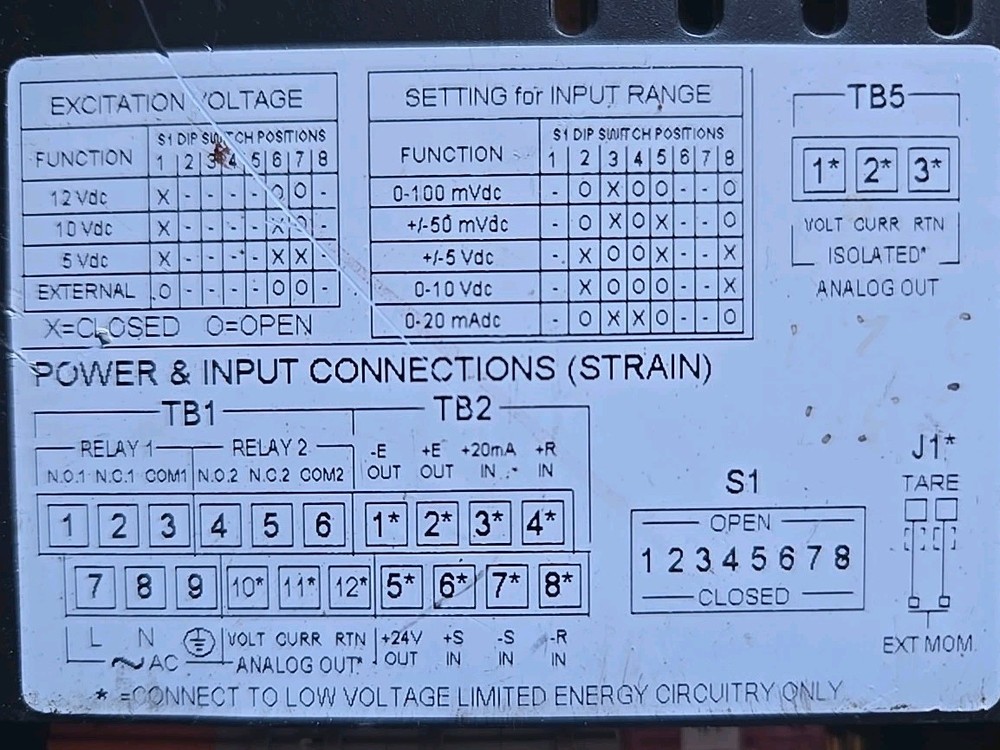 EXCITATION VOLTAGE
FUNCTION S1 DIP SWITCH POSITIONS
1 2 3 4 5 6 7 8
12 Vdc X - - - - O O -
10 Vdc X - - - - X O -
5 Vdc X - - - - X X -
EXTERNAL O - - - - O O -
X=CLOSED O=OPEN
SETTING for INPUT RANGE
FUNCTION S1 DIP SWITCH POSITIONS
1 2 3 4 5 6 7 8
0-100 mVdc - O X O O - - O
+/-50 mVdc - O X O X - - O
+/-5 Vdc - X O O X - - X
0-10 Vdc - X O O O - - X
0-20 mAdc - O X X O - - O
TB5
1* 2* 3*
VOLT CURR RTN
ISOLATED*
ANALOG OUT
POWER & INPUT CONNECTIONS (STRAIN)
TB1 TB2
RELAY 1 RELAY 2 -E +E +20mA +R
N.O.1 N.C.1 COM1 N.O.2 N.C.2 COM2 OUT OUT IN IN
1 2 3 4 5 6 1* 2* 3* 4*
7 8 9 10* 11* 12* 5* 6* 7* 8*
L N VOLT CURR RTN +24V +S -S -R
~ AC ANALOG OUT* OUT IN IN IN
S1
OPEN
1 2 3 4 5 6 7 8
CLOSED
J1*
TARE
EXT MOM.
* =CONNECT TO LOW VOLTAGE LIMITED ENERGY CIRCUITRY ONLY